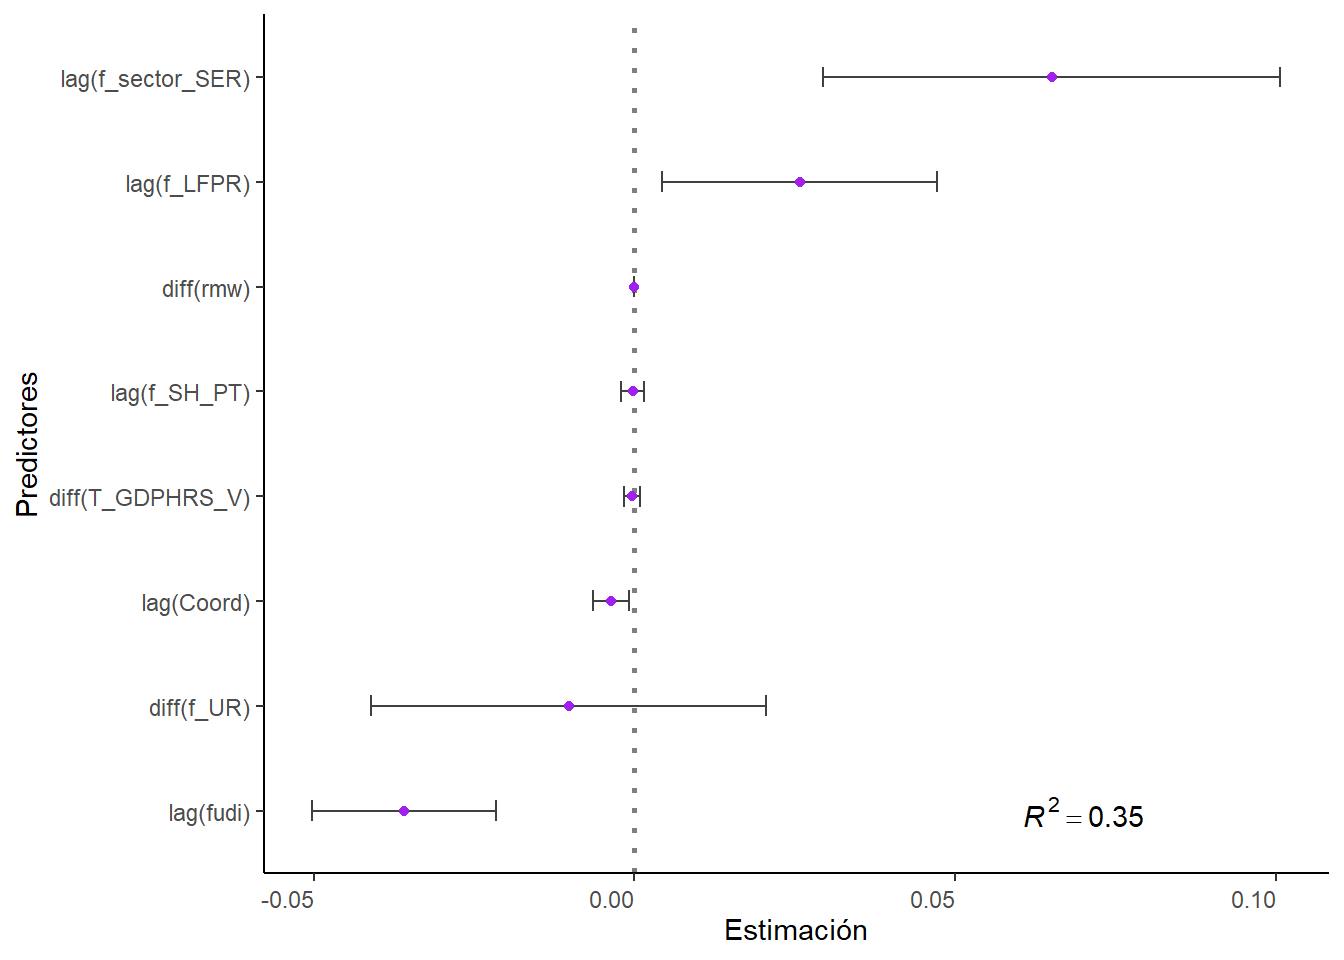 lag(f_sector_SER)
lag(f_LFPR)
diff(rmw)
lag(f_SH_PT)
diff(T_GDPHRS_V)
lag(Coord)
diff(f_UR)
lag(fudi)
Predictores
R² = 0.35
-0.05 0.00 0.05 0.10
Estimación